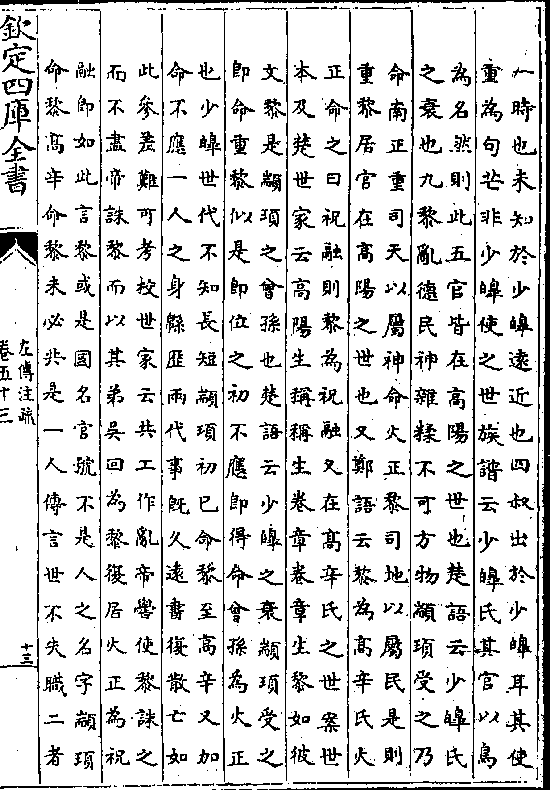 一時也未知於少皡遠近也四叔出於少皡耳其使
重為句芒非少皡使之世族譜云少皡氏其官以鳥
為名然則此五官皆在高陽之世也楚語云少皡氏
之衰也九黎亂德民神雜糅不可方物顓頊受之乃
命南正重司天以屬神命火正黎司地以屬民是則
重黎居官在高陽之世也又鄭語云黎為高辛氏火
正命之曰祝融則黎為祝融又在高辛氏之世案世
本及楚世家云高陽生稱稱生卷章卷章生黎如彼
文黎是顓頊之曾孫也楚語云少皡之衰顓頊受之
即命重黎似是即位之初不應即得命曾孫為火正
也少皡世代不知長短顓頊初已命黎至高辛又加
命不應一人之身緜歷兩代事既久遠書復散亡如
此參差難可考校世家云共工作亂帝嚳使黎誅之
而不盡帝誅黎而以其弟吳回為黎復居火正為祝
融即如此言黎或是國名官號不是人之名字顓頊
命黎高辛命黎未必共是一人傳言世不失職二者
欽定四庫全書
左傳注疏
卷五十三
十三